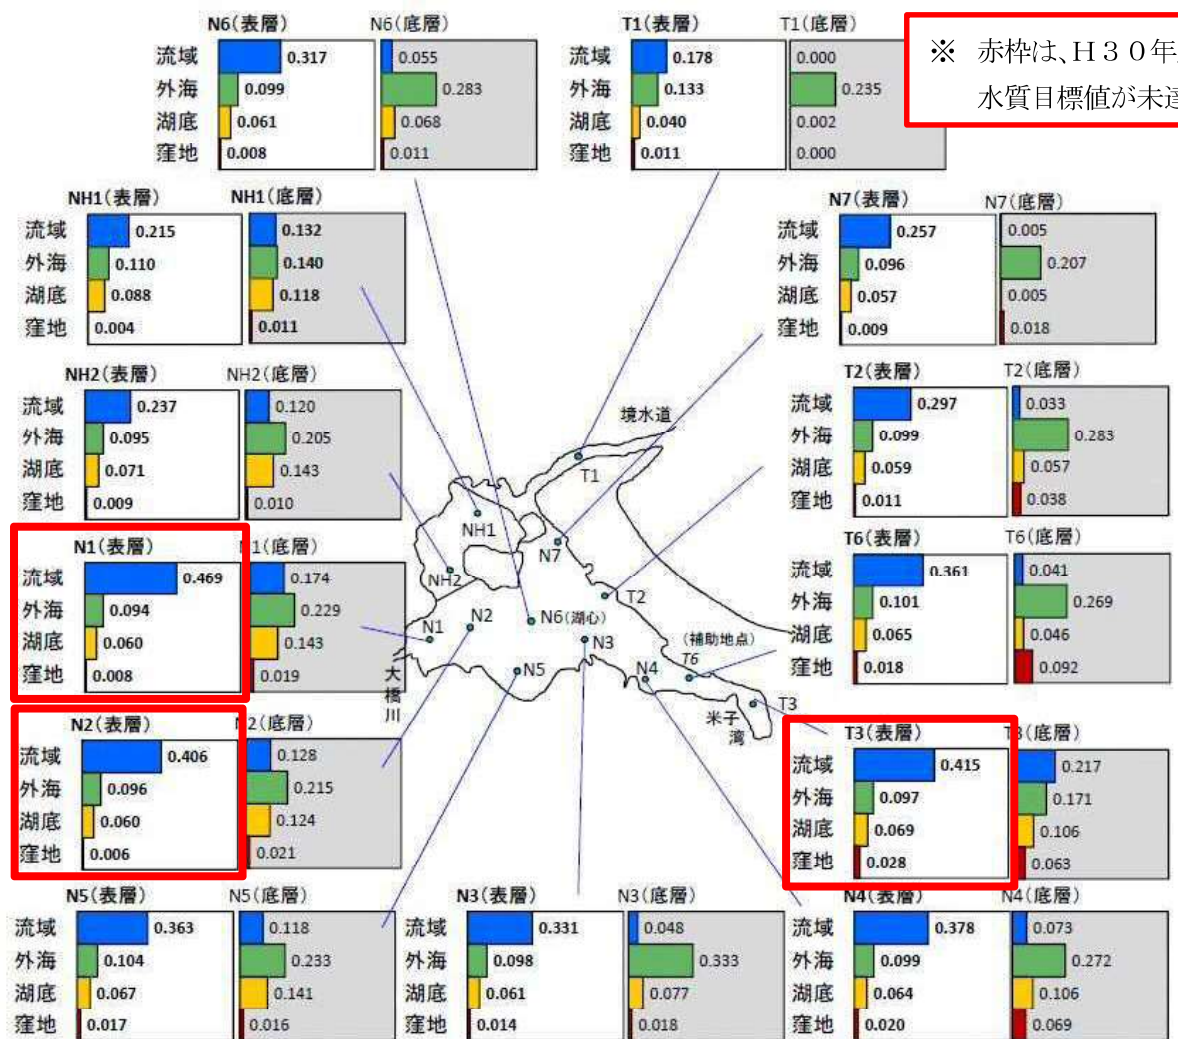 N6(表層)
流域 0.317
外海 0.099
湖底 0.061
窪地 0.008
N6(底層)
0.055
0.283
0.068
0.011
T1(表層)
流域 0.178
外海 0.133
湖底 0.040
窪地 0.011
T1(底層)
0.000
0.235
0.002
0.000
※ 赤枠は、H30年
水質目標値が未達
NH1(表層)
流域 0.215
外海 0.110
湖底 0.088
窪地 0.004
NH1(底層)
0.132
0.140
0.118
0.011
N7(表層)
流域 0.257
外海 0.096
湖底 0.057
窪地 0.009
N7(底層)
0.005
0.207
0.005
0.018
NH2(表層)
流域 0.237
外海 0.095
湖底 0.071
窪地 0.009
NH2(底層)
0.120
0.205
0.143
0.010
T2(表層)
流域 0.297
外海 0.099
湖底 0.059
窪地 0.011
T2(底層)
0.033
0.283
0.057
0.038
境水道
T1
NH1
N7
NH2
T2
N1
N2
N6(湖心)
N3
N5
N4
(補助地点)
T6
T3
大橋川
米子湾
N1(表層)
流域 0.469
外海 0.094
湖底 0.060
窪地 0.008
N1(底層)
0.174
0.229
0.143
0.019
T6(表層)
流域 0.361
外海 0.101
湖底 0.065
窪地 0.018
T6(底層)
0.041
0.269
0.046
0.092
N2(表層)
流域 0.406
外海 0.096
湖底 0.060
窪地 0.006
N2(底層)
0.128
0.215
0.124
0.021
T3(表層)
流域 0.415
外海 0.097
湖底 0.069
窪地 0.028
T3(底層)
0.217
0.171
0.106
0.063
N5(表層)
流域 0.363
外海 0.104
湖底 0.067
窪地 0.017
N5(底層)
0.118
0.233
0.141
0.016
N3(表層)
流域 0.331
外海 0.098
湖底 0.061
窪地 0.014
N3(底層)
0.048
0.333
0.077
0.018
N4(表層)
流域 0.378
外海 0.099
湖底 0.064
窪地 0.020
N4(底層)
0.073
0.272
0.106
0.069